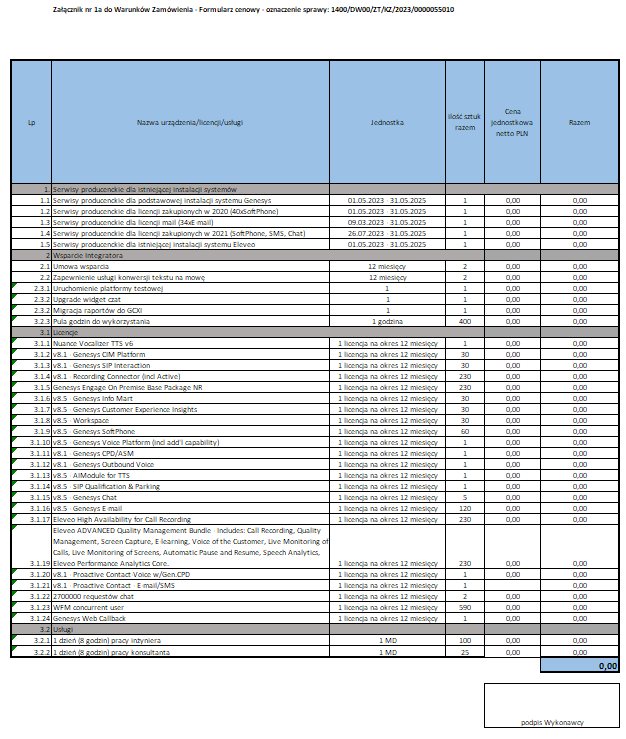 Załącznik nr 1a do Warunków Zamówienia - Formularz cenowy - oznaczenie sprawy: 1400/DW00/ZT/KZ/2023/0000055010
Lp Nazwa urządzenia/licencji/usługi Jednostka ilość sztuk razem Cena jednostkowa netto PLN Razem
1. Serwisy producenckie dla istniejącej instalacji systemów
1.1 Serwisy producenckie dla podstawowej instalacji systemu Genesys 01.05.2023 - 31.05.2025 1 0,00 0,00
1.2 Serwisy producenckie dla licencji zakupionych w 2020 (40xSoftPhone) 01.05.2023 - 31.05.2025 1 0,00 0,00
1.3 Serwisy producenckie dla licencji mail (34xE mail) 09.03.2023 - 31.05.2025 1 0,00 0,00
1.4 Serwisy producenckie dla licencji zakupionych w 2021 (SoftPhone, SMS, Chat) 26.07.2023 - 31.05.2025 1 0,00 0,00
1.5 Serwisy producenckie dla istniejącej instalacji systemu Eleveo 01.05.2023 - 31.05.2025 1 0,00 0,00
2 Wsparcie Integratora
2.1 Umowa wsparcia 12 miesięcy 2 0,00 0,00
2.2 Zapewnienie usługi konwersji tekstu na mowę 12 miesięcy 2 0,00 0,00
2.3.1 Uruchomienie platformy testowej 1 1 0,00 0,00
2.3.2 Upgrade widget czat 1 1 0,00 0,00
2.3.2 Migracja raportów do GCXI 1 1 0,00 0,00
3.2.3 Pula godzin do wykorzystania 1 godzina 400 0,00 0,00
3.1 Licencje
3.1.1 Nuance Vocalizer TTS v6 1 licencja na okres 12 miesięcy 1 0,00 0,00
3.1.2 v8.1 - Genesys CIM Platform 1 licencja na okres 12 miesięcy 30 0,00 0,00
3.1.3 v8.1 - Genesys SIP Interaction 1 licencja na okres 12 miesięcy 30 0,00 0,00
3.1.4 v8.1 - Recording Connector (incl Active) 1 licencja na okres 12 miesięcy 230 0,00 0,00
3.1.5 Genesys Engage On Premise Base Package NR 1 licencja na okres 12 miesięcy 230 0,00 0,00
3.1.6 v8.5 - Genesys Info Mart 1 licencja na okres 12 miesięcy 30 0,00 0,00
3.1.7 v8.5 - Genesys Customer Experience Insights 1 licencja na okres 12 miesięcy 30 0,00 0,00
3.1.8 v8.5 - Workspace 1 licencja na okres 12 miesięcy 30 0,00 0,00
3.1.9 v8.5 - Genesys SoftPhone 1 licencja na okres 12 miesięcy 60 0,00 0,00
3.1.10 v8.5 - Genesys Voice Platform (incl add'l capability) 1 licencja na okres 12 miesięcy 1 0,00 0,00
3.1.11 v8.1 - Genesys CPD/ASM 1 licencja na okres 12 miesięcy 1 0,00 0,00
3.1.12 v8.1 - Genesys Outbound Voice 1 licencja na okres 12 miesięcy 1 0,00 0,00
3.1.13 v8.5 - AIModule for TTS 1 licencja na okres 12 miesięcy 1 0,00 0,00
3.1.14 v8.5 - SIP Qualification & Parking 1 licencja na okres 12 miesięcy 1 0,00 0,00
3.1.15 v8.5 - Genesys Chat 1 licencja na okres 12 miesięcy 5 0,00 0,00
3.1.16 v8.5 - Genesys E-mail 1 licencja na okres 12 miesięcy 120 0,00 0,00
3.1.17 Eleveo High Availability for Call Recording 1 licencja na okres 12 miesięcy 230 0,00 0,00
Eleveo ADVANCED Quality Management Bundle - Includes: Call Recording, Quality
Management, Screen Capture, E-learning, Voice of the Customer, Live Monitoring of
Calls, Live Monitoring of Screens, Automatic Pause and Resume, Speech Analytics,
3.1.19 Eleveo Performance Analytics Core. 1 licencja na okres 12 miesięcy 230 0,00 0,00
3.1.20 v8.1 - Proactive Contact Voice w/Gen.CPD 1 licencja na okres 12 miesięcy 1 0,00 0,00
3.1.21 v8.1 - Proactive Contact - E mail/SMS 1 licencja na okres 12 miesięcy 1 0,00
3.1.22 2700000 requestów chat 1 licencja na okres 12 miesięcy 2 0,00 0,00
3.1.23 WFM concurrent user 1 licencja na okres 12 miesięcy 590 0,00 0,00
3.1.24 Genesys Web Callback 1 licencja na okres 12 miesięcy 1 0,00 0,00
3.2 Usługi
3.2.1 1 dzień (8 godzin) pracy inżyniera 1 MD 100 0,00 0,00
3.2.2 1 dzień (8 godzin) pracy konsultanta 1 MD 25 0,00 0,00
0,00
podpis Wykonawcy